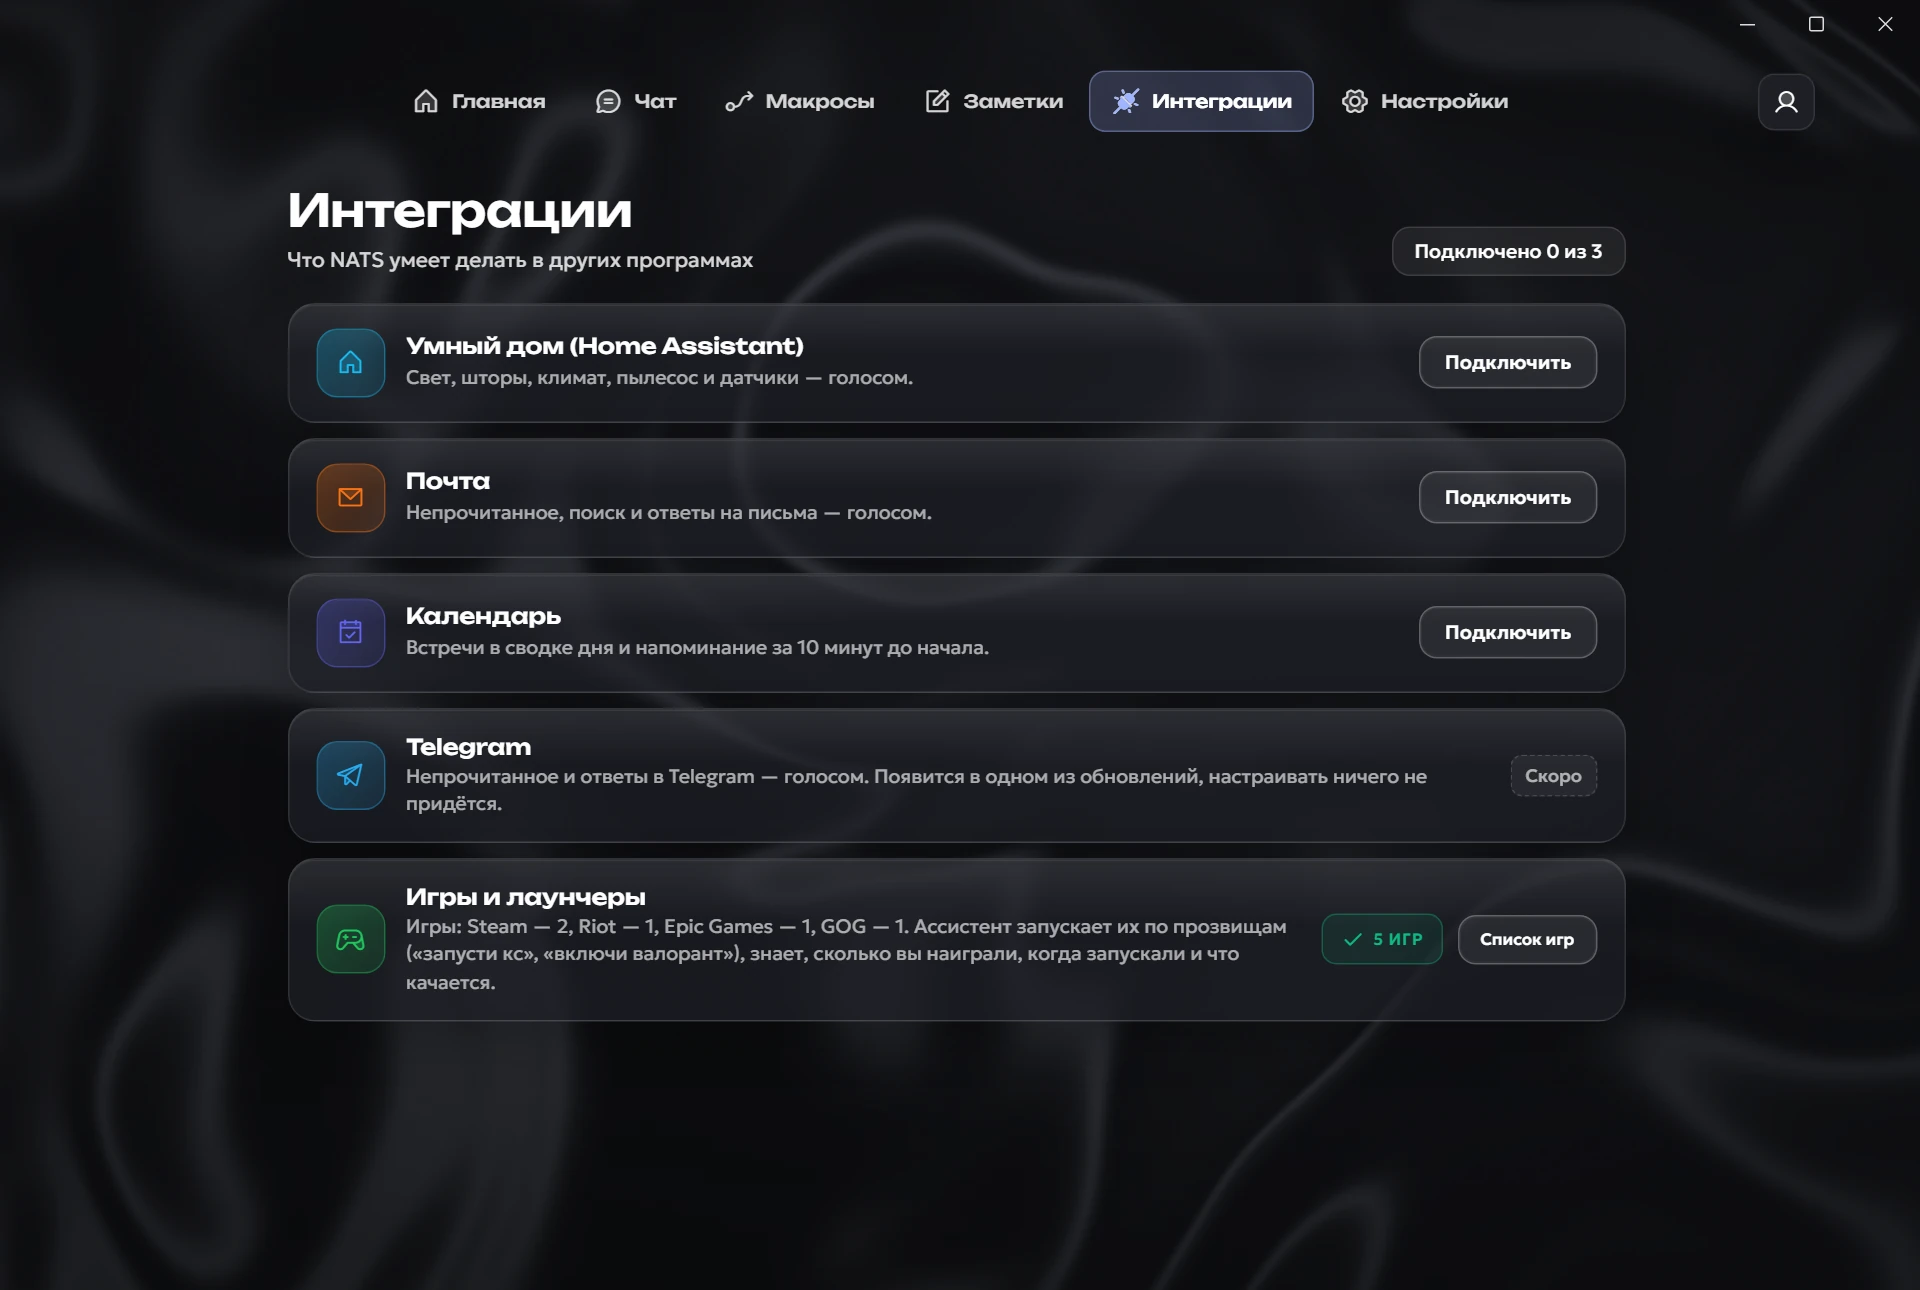 Главная
Чат
Макросы
Заметки
Интеграции
Настройки
Интеграции
Что NATS умеет делать в других программах
Подключено 0 из 3
Умный дом (Home Assistant)
Свет, шторы, климат, пылесос и датчики — голосом.
Подключить
Почта
Непрочитанное, поиск и ответы на письма — голосом.
Подключить
Календарь
Встречи в сводке дня и напоминание за 10 минут до начала.
Подключить
Telegram
Непрочитанное и ответы в Telegram — голосом. Появится в одном из обновлений, настраивать ничего не
придётся.
Скоро
Игры и лаунчеры
Игры: Steam — 2, Riot — 1, Epic Games — 1, GOG — 1. Ассистент запускает их по прозвищам
(«запусти кс», «включи валорант»), знает, сколько вы наиграли, когда запускали и что
качается.
5 ИГР
Список игр